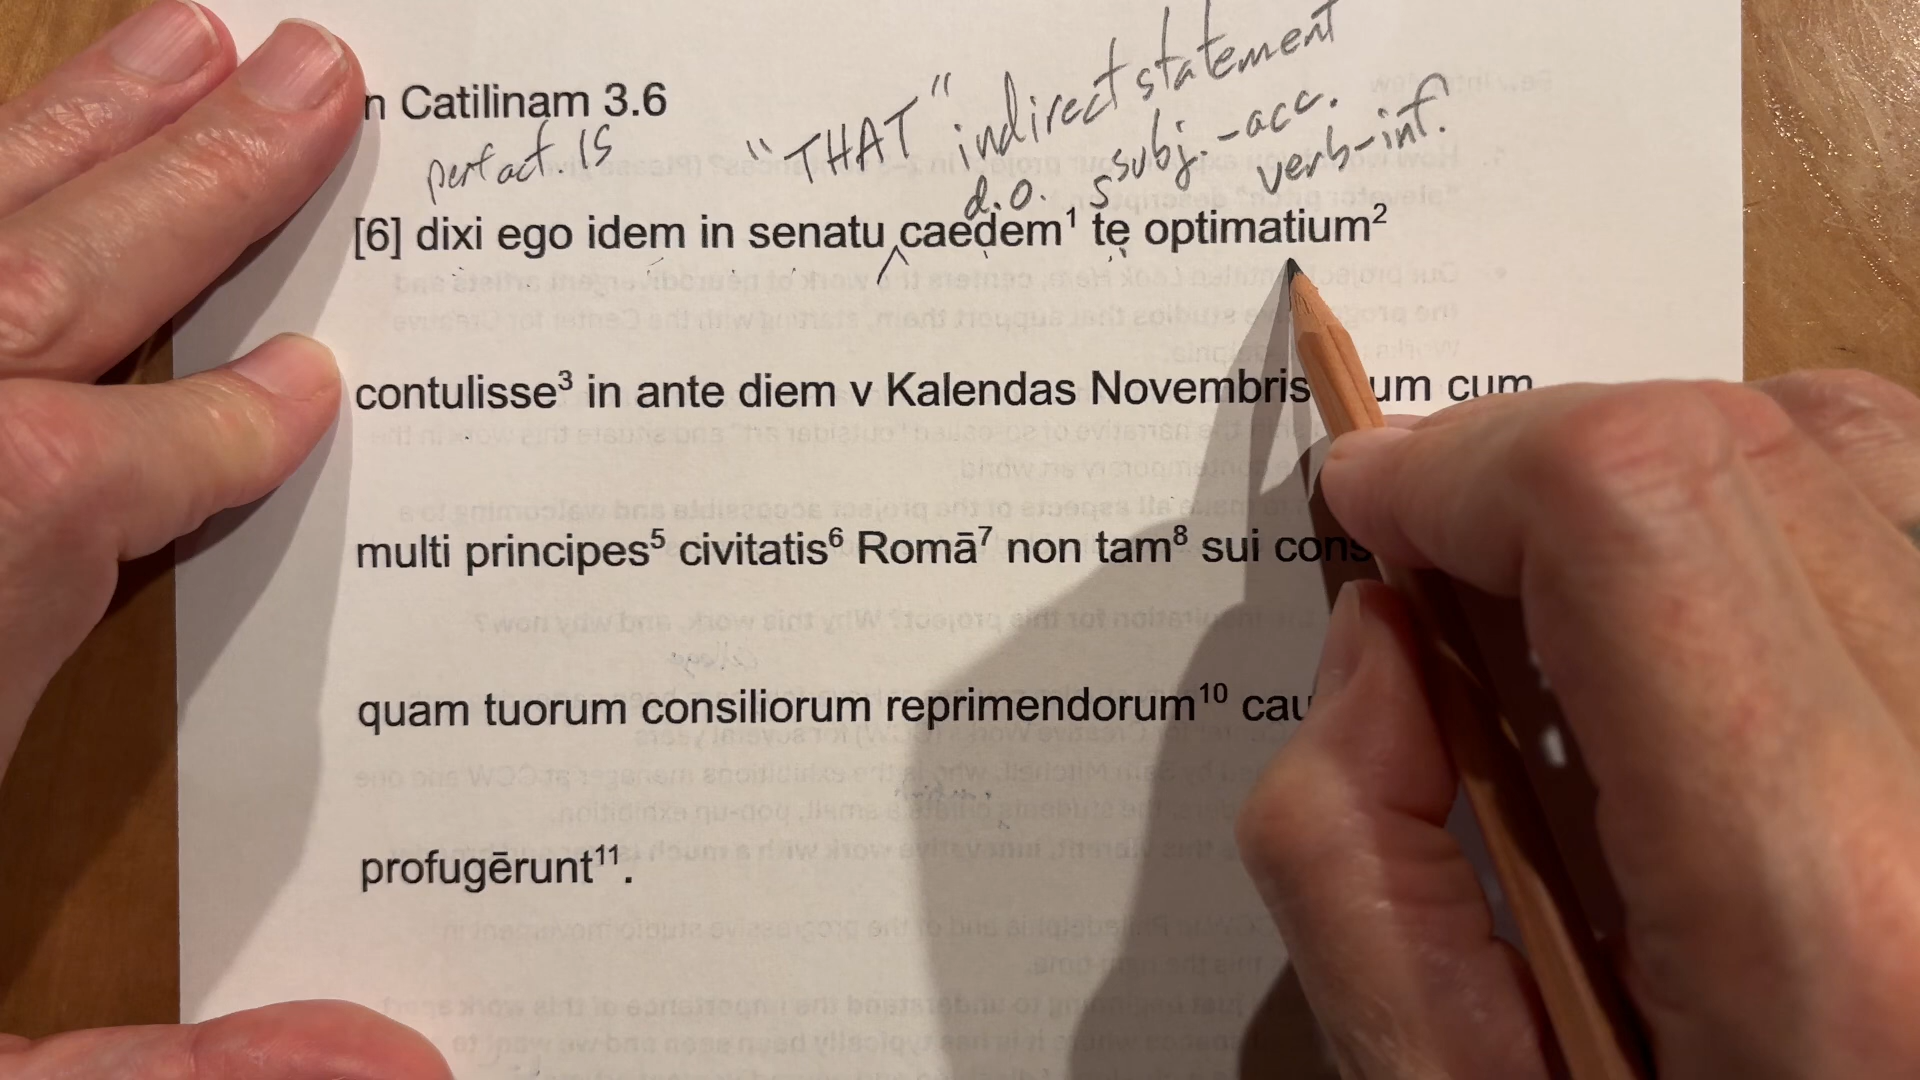 n Catilinam 3.6
"THAT" indirect statement
perf act. 1S
subj. - acc.
verb - inf.
d.o. s
[6] dixi ego idem in senatu caedem¹ te optimatium²
contulisse³ in ante diem v Kalendas Novembris um cum
multi principes⁵ civitatis⁶ Romā⁷ non tam⁸ sui cons
quam tuorum consiliorum reprimendorum¹⁰ cau
profugērunt¹¹.